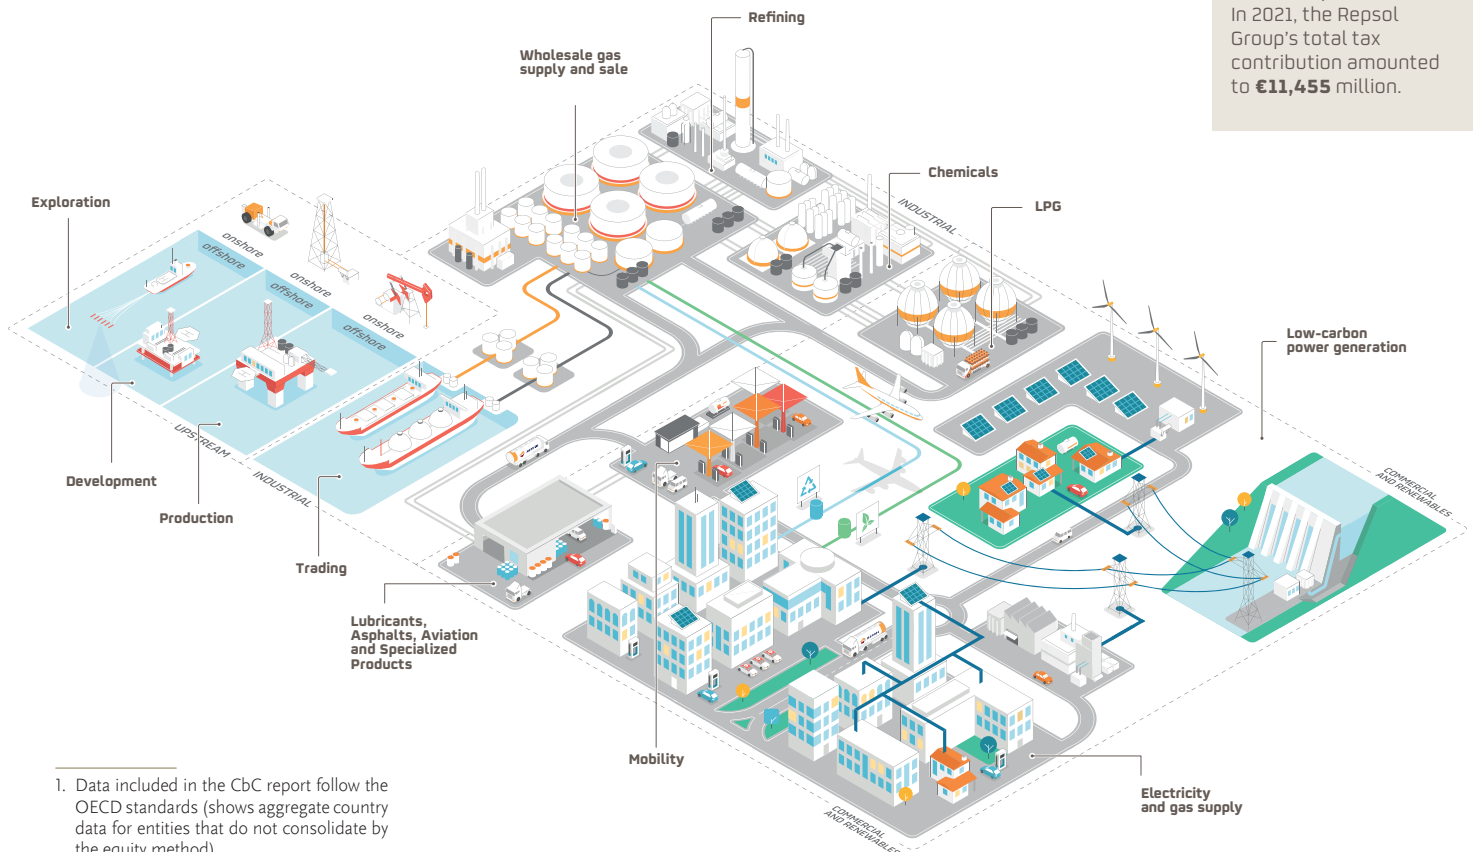 In 2021, the Repsol
Group's total tax
contribution amounted
to €11,455 million.
Refining
Wholesale gas
supply and sale
Chemicals
LPG
INDUSTRIAL
Exploration
onshore
offshore
onshore
offshore
onshore
offshore
Low-carbon
power generation
UPSTREAM
INDUSTRIAL
Development
Production
Trading
COMMERCIAL
AND RENEWABLES
Lubricants,
Asphalts, Aviation
and Specialized
Products
Mobility
Electricity
and gas supply
COMMERCIAL
AND RENEWABLES
1. Data included in the CbC report follow the
OECD standards (shows aggregate country
data for entities that do not consolidate by
the equity method)